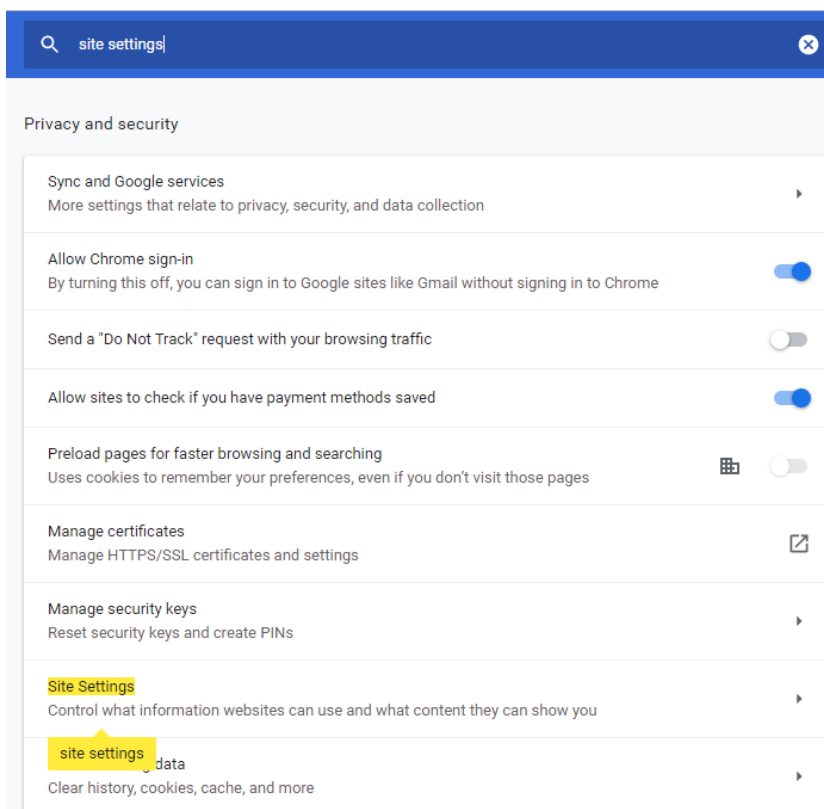 site settings
Privacy and security
Sync and Google services
More settings that relate to privacy, security, and data collection
Allow Chrome sign-in
By turning this off, you can sign in to Google sites like Gmail without signing in to Chrome
Send a "Do Not Track" request with your browsing traffic
Allow sites to check if you have payment methods saved
Preload pages for faster browsing and searching
Uses cookies to remember your preferences, even if you don’t visit those pages
Manage certificates
Manage HTTPS/SSL certificates and settings
Manage security keys
Reset security keys and create PINs
Site Settings
Control what information websites can use and what content they can show you
site settings
data
Clear history, cookies, cache, and more